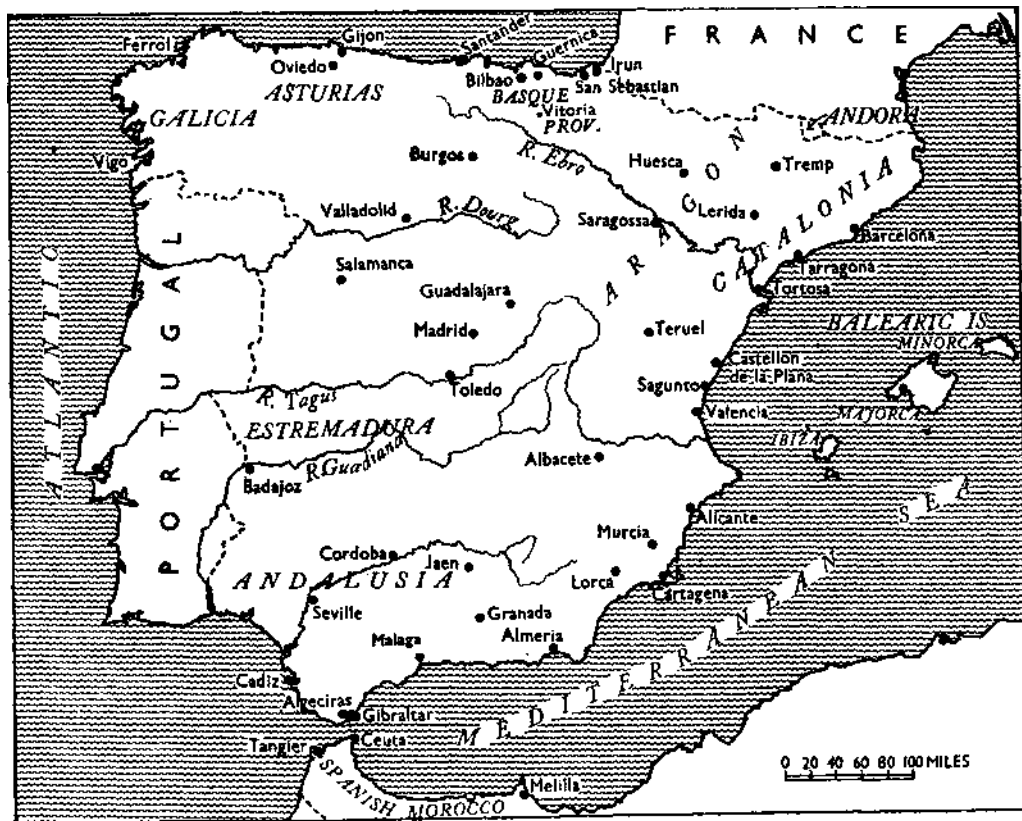 FRANCE
Ferrol
Gijon
Santander
Guernica
Irun
Oviedo
Bilbao
San Sebastian
ASTURIAS
BASQUE
PROV.
Vitoria
ANDORA
GALICIA
Vigo
Burgos
R. Ebro
Huesca
Tremp
Valladolid
R. Douro
Saragossa
Lerida
ARAGON
CATALONIA
Barcelona
Tarragona
Tortosa
Salamanca
Guadalajara
Madrid
Teruel
BALEARIC IS
MINORCA
Castellon
de la Plana
ATLANTIC
PORTUGAL
Toledo
R. Tagus
Sagunto
MAJORCA
Valencia
ESTREMADURA
IBIZA
R.Guadiana
Badajoz
Albacete
Alicante
Murcia
Cordoba
Jaen
Lorca
Cartagena
ANDALUSIA
Seville
Granada
Almeria
Malaga
MEDITERRANEAN SEA
Cadiz
Algeciras
Gibraltar
Tangier
Ceuta
SPANISH MOROCCO
Melilla
0 20 40 60 80 100 MILES